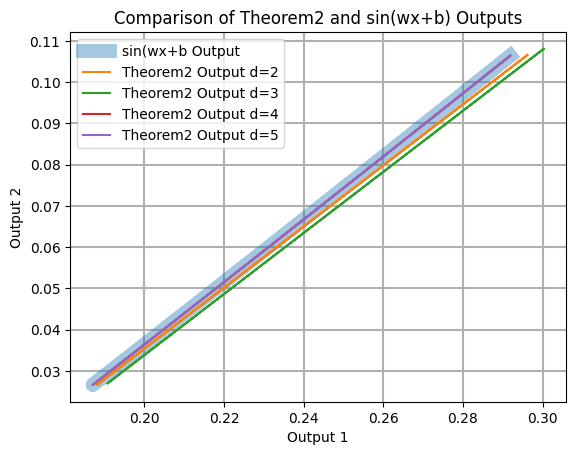 Comparison of Theorem2 and sin(wx+b) Outputs
sin(wx+b Output
Theorem2 Output d=2
Theorem2 Output d=3
Theorem2 Output d=4
Theorem2 Output d=5
Output 2
0.11
0.10
0.09
0.08
0.07
0.06
0.05
0.04
0.03
0.20
0.22
0.24
0.26
0.28
0.30
Output 1